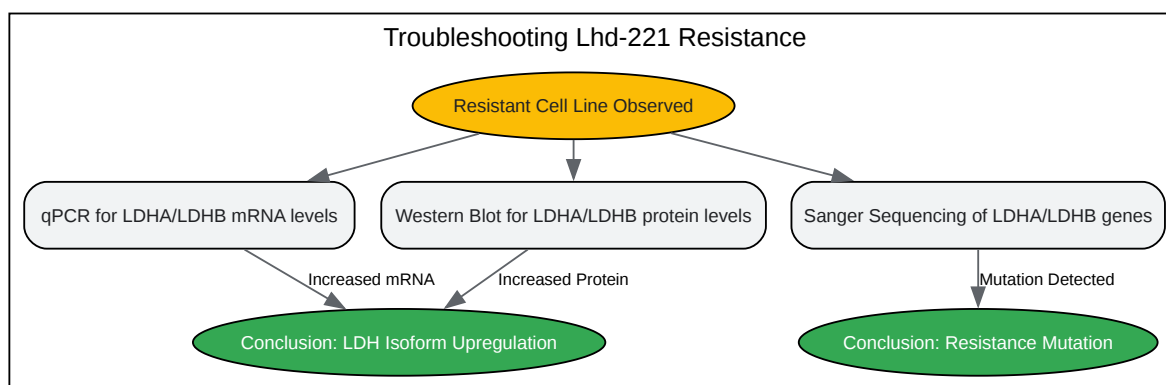 Troubleshooting Lhd-221 Resistance
Resistant Cell Line Observed
qPCR for LDHA/LDHB mRNA levels
Western Blot for LDHA/LDHB protein levels
Sanger Sequencing of LDHA/LDHB genes
Increased mRNA
Increased Protein
Mutation Detected
Conclusion: LDH Isoform Upregulation
Conclusion: Resistance Mutation